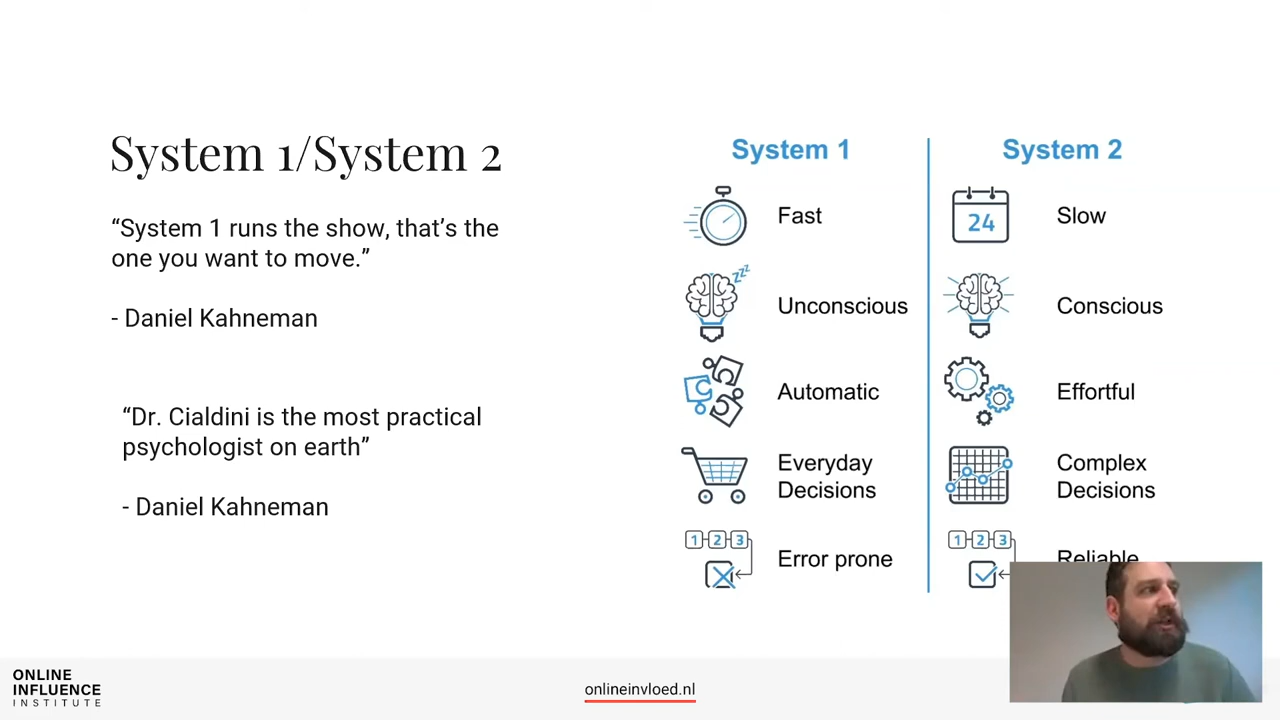 System 1/System 2
“System 1 runs the show, that’s the
one you want to move.”
- Daniel Kahneman
“Dr. Cialdini is the most practical
psychologist on earth”
- Daniel Kahneman
System 1
Fast
zzz
Unconscious
Automatic
Everyday
Decisions
1 2 3
Error prone
System 2
24
Slow
Conscious
Effortful
Complex
Decisions
1 2 3
Reliable
ONLINE
INFLUENCE
INSTITUTE
onlineinvloed.nl